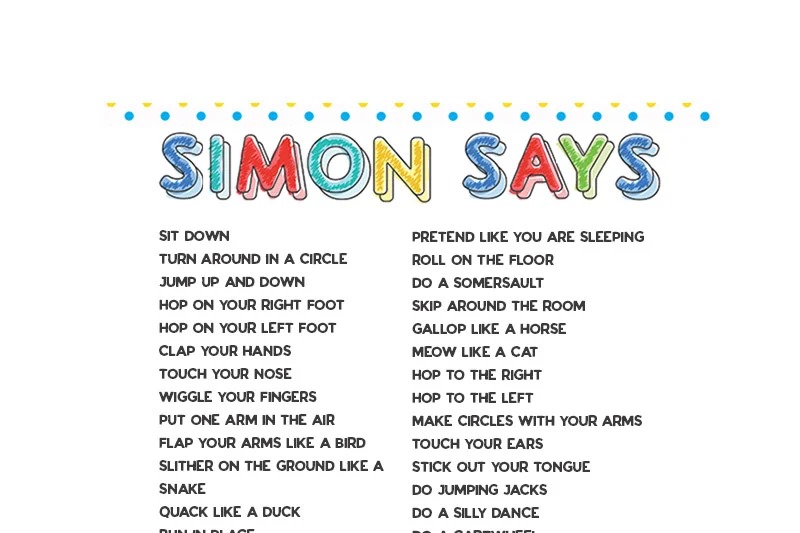 SIMON SAYS
SIT DOWN
TURN AROUND IN A CIRCLE
JUMP UP AND DOWN
HOP ON YOUR RIGHT FOOT
HOP ON YOUR LEFT FOOT
CLAP YOUR HANDS
TOUCH YOUR NOSE
WIGGLE YOUR FINGERS
PUT ONE ARM IN THE AIR
FLAP YOUR ARMS LIKE A BIRD
SLITHER ON THE GROUND LIKE A
SNAKE
QUACK LIKE A DUCK
RUN IN PLACE
PRETEND LIKE YOU ARE SLEEPING
ROLL ON THE FLOOR
DO A SOMERSAULT
SKIP AROUND THE ROOM
GALLOP LIKE A HORSE
MEOW LIKE A CAT
HOP TO THE RIGHT
HOP TO THE LEFT
MAKE CIRCLES WITH YOUR ARMS
TOUCH YOUR EARS
STICK OUT YOUR TONGUE
DO JUMPING JACKS
DO A SILLY DANCE
DO A CARTWHEEL